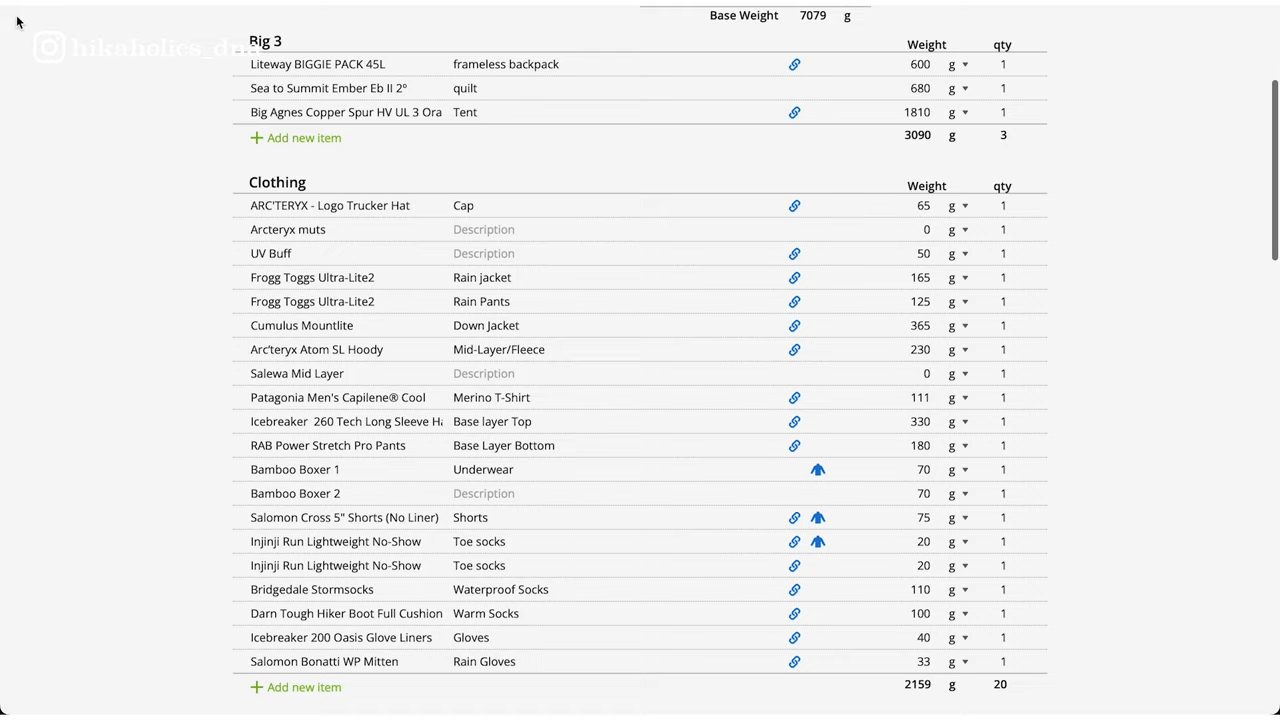 Base Weight 7079 g
hikaholics_dna
Big 3 Weight qty
Liteway BIGGIE PACK 45L frameless backpack 600 g 1
Sea to Summit Ember Eb II 2º quilt 680 g 1
Big Agnes Copper Spur HV UL 3 Ora Tent 1810 g 1
Add new item 3090 g 3
Clothing Weight qty
ARC'TERYX - Logo Trucker Hat Cap 65 g 1
Arcteryx muts Description 0 g 1
UV Buff Description 50 g 1
Frogg Toggs Ultra-Lite2 Rain jacket 165 g 1
Frogg Toggs Ultra-Lite2 Rain Pants 125 g 1
Cumulus Mountlite Down Jacket 365 g 1
Arc'teryx Atom SL Hoody Mid-Layer/Fleece 230 g 1
Salewa Mid Layer Description 0 g 1
Patagonia Men's Capilene® Cool Merino T-Shirt 111 g 1
Icebreaker 260 Tech Long Sleeve Ha Base layer Top 330 g 1
RAB Power Stretch Pro Pants Base Layer Bottom 180 g 1
Bamboo Boxer 1 Underwear 70 g 1
Bamboo Boxer 2 Description 70 g 1
Salomon Cross 5" Shorts (No Liner) Shorts 75 g 1
Injinji Run Lightweight No-Show Toe socks 20 g 1
Injinji Run Lightweight No-Show Toe socks 20 g 1
Bridgedale Stormsocks Waterproof Socks 110 g 1
Darn Tough Hiker Boot Full Cushion Warm Socks 100 g 1
Icebreaker 200 Oasis Glove Liners Gloves 40 g 1
Salomon Bonatti WP Mitten Rain Gloves 33 g 1
Add new item 2159 g 20